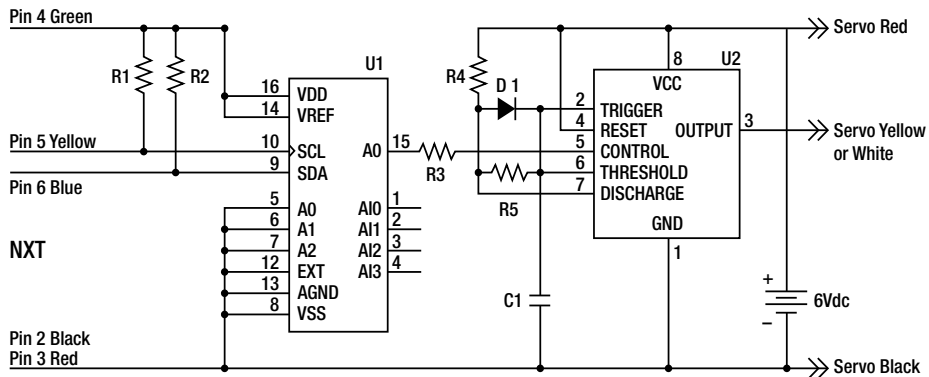 Pin 4 Green
Servo Red
U1
U2
R1
R2
R4
D 1
8
VCC
16
VDD
14
VREF
2
TRIGGER
4
RESET
OUTPUT
3
Servo Yellow
or White
Pin 5 Yellow
10
SCL
A0
15
R3
5
CONTROL
9
SDA
6
THRESHOLD
7
DISCHARGE
Pin 6 Blue
R5
5
A0
AI0
1
GND
6
A1
AI1
2
1
NXT
7
A2
AI2
3
12
EXT
AI3
4
13
AGND
8
VSS
C1
+
6Vdc
–
Pin 2 Black
Pin 3 Red
Servo Black